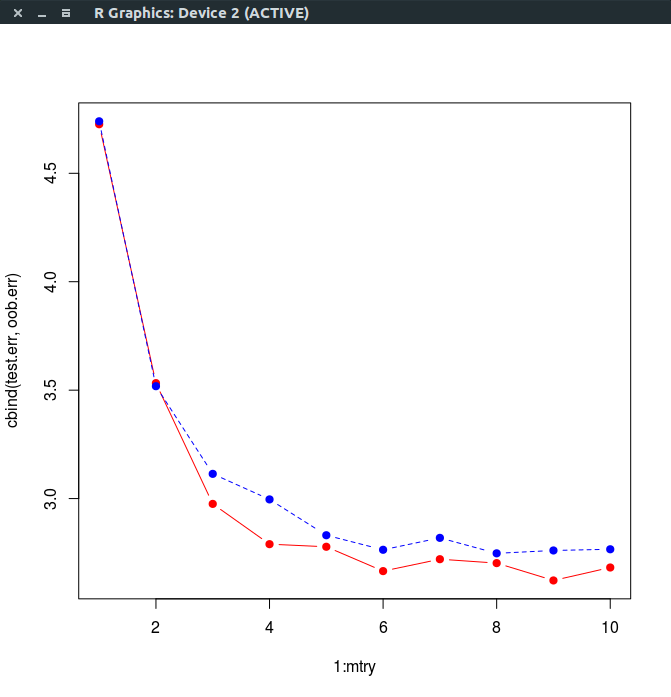 R Graphics: Device 2 (ACTIVE)
cbind(test.err, oob.err)
4.5
4.0
3.5
3.0
2 4 6 8 10
1:mtry